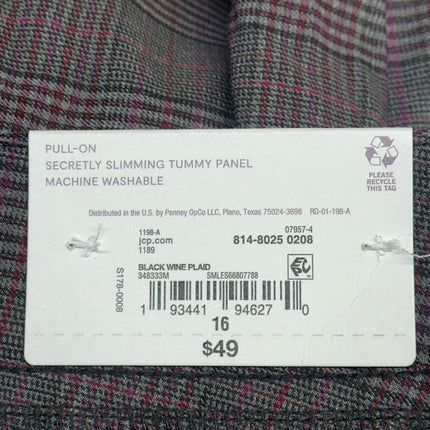 PULL-ON
SECRETLY SLIMMING TUMMY PANEL
MACHINE WASHABLE
PLEASE
RECYCLE
THIS TAG
Distributed in the U.S. by Penney OpCo LLC, Plano, Texas 75024-3698 RD-01-198-A
1198-A 07957-4
jcp.com 814-8025 0208
1189
BLACK WINE PLAID
348333M SMLES66807788
S178-0008
1 93441 94627 0
16
$49